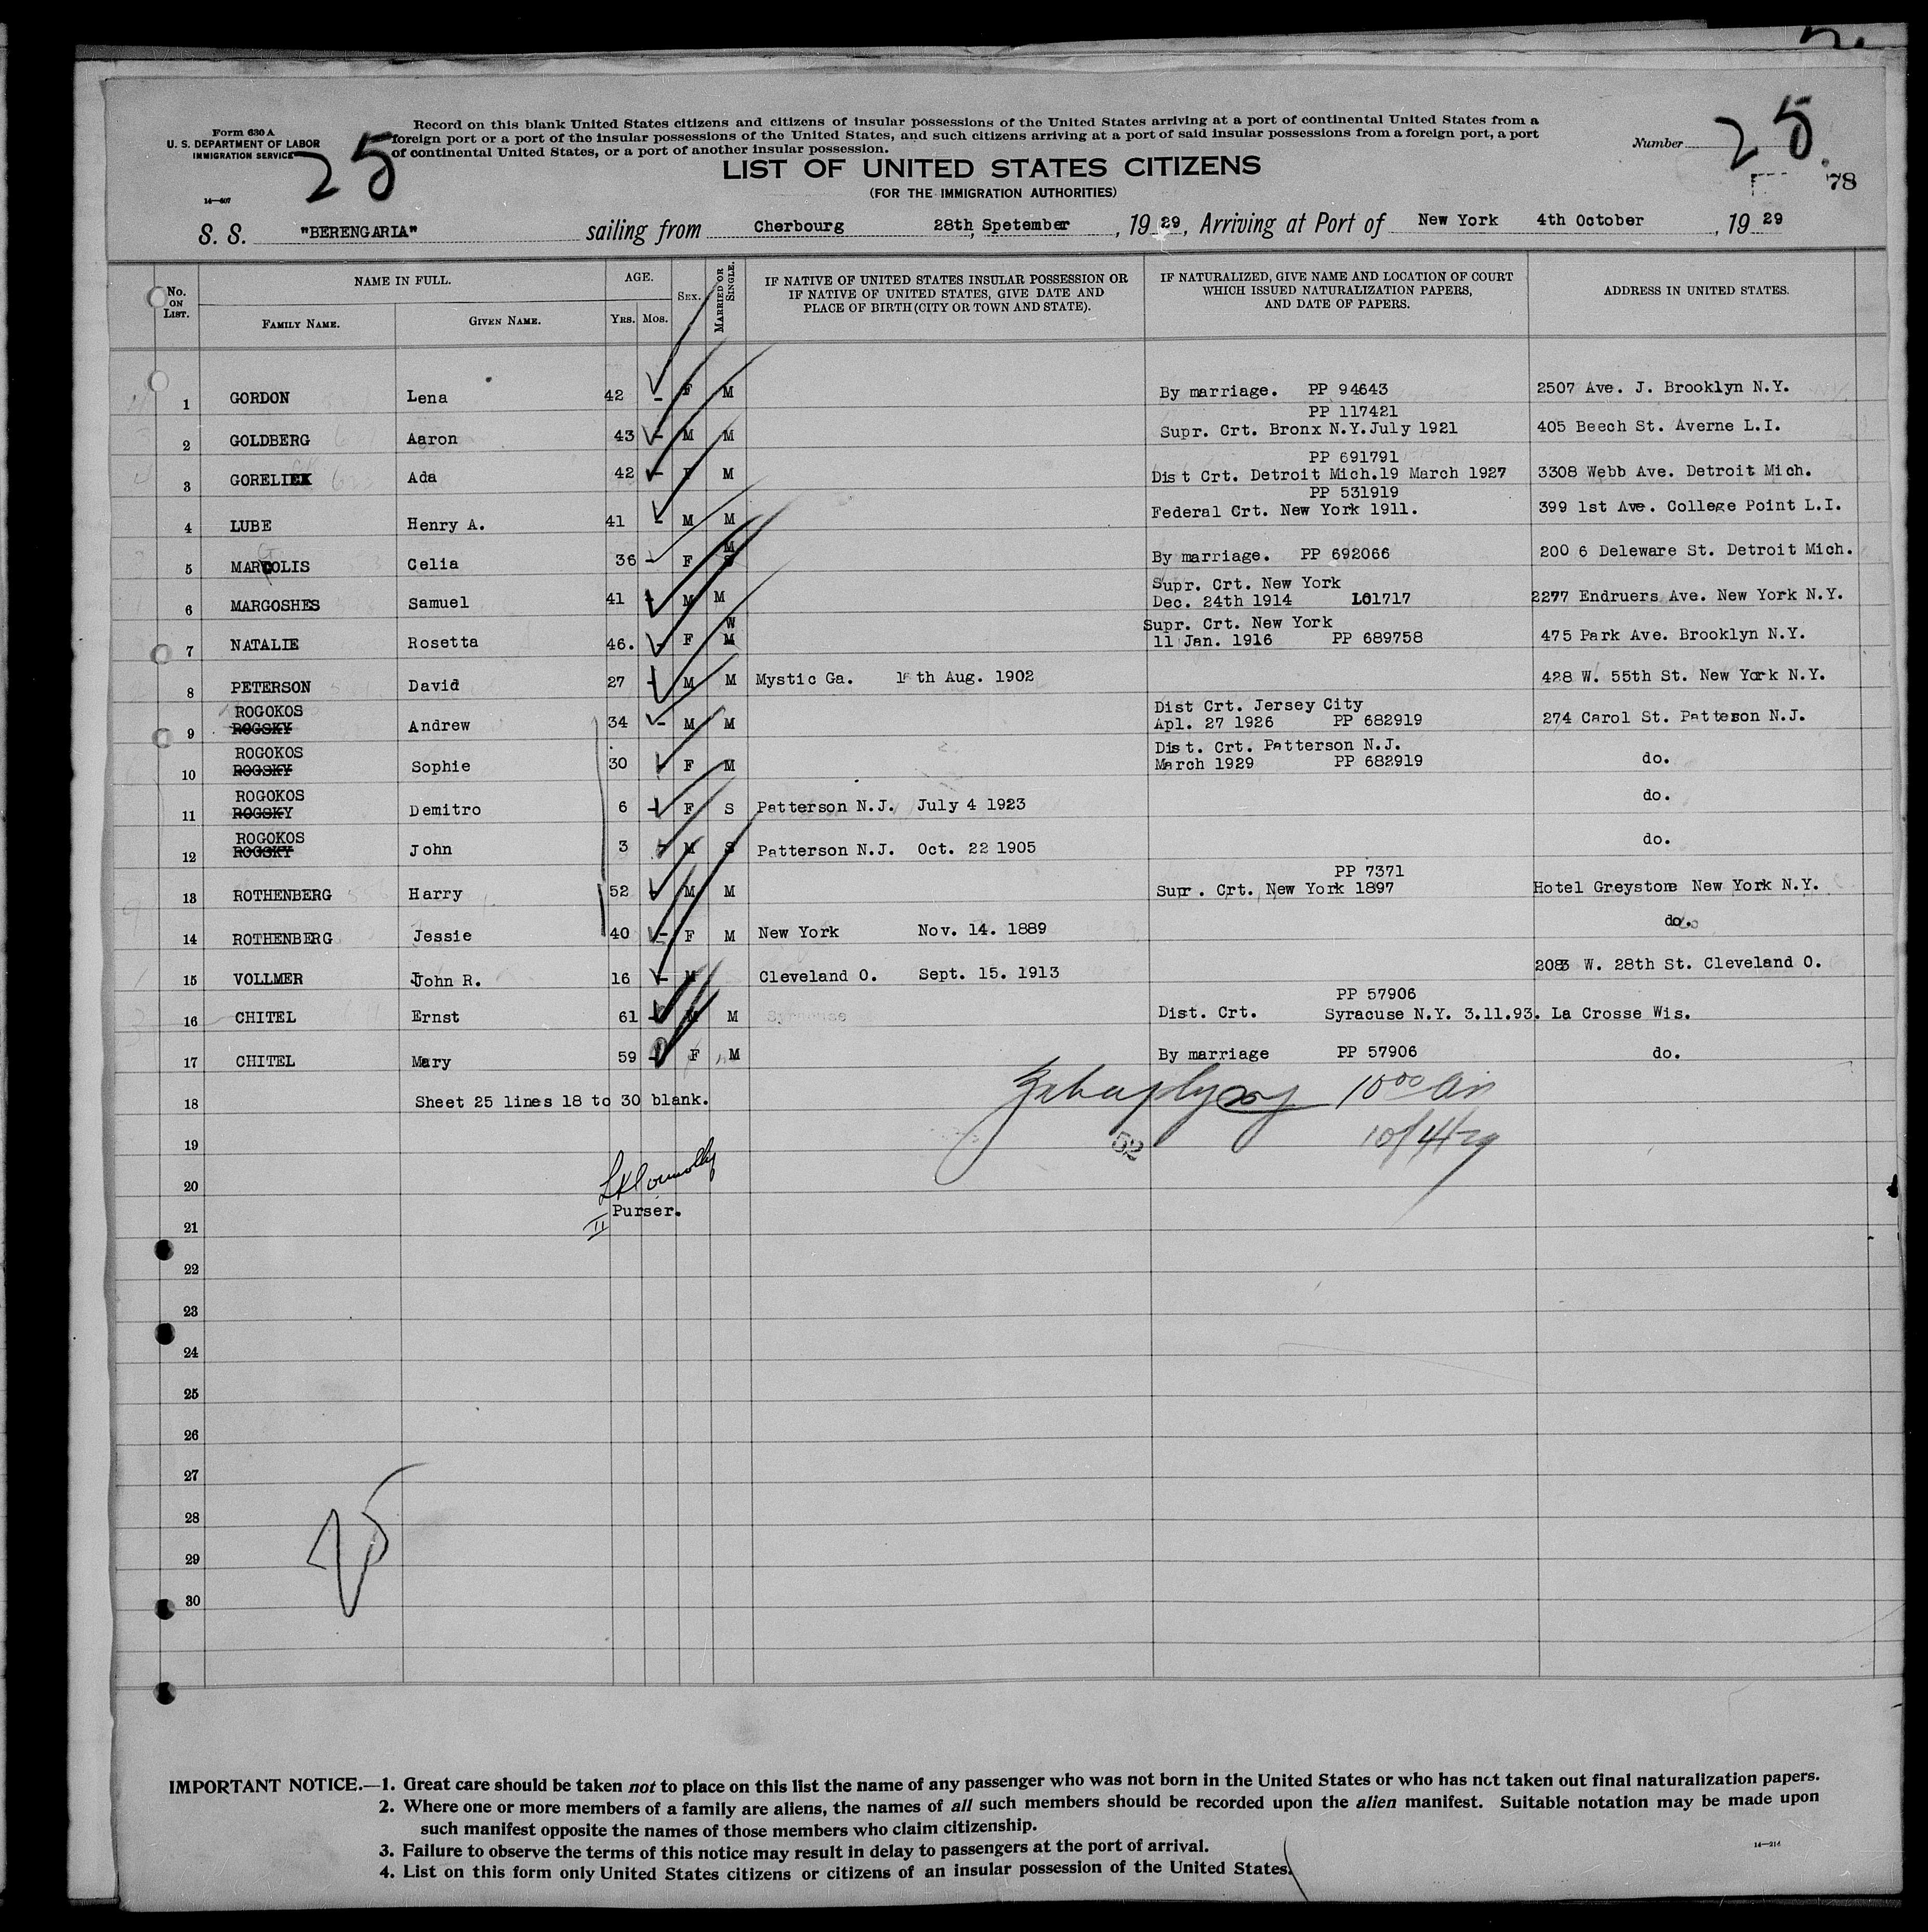 Form 630 A
U. S. DEPARTMENT OF LABOR
IMMIGRATION SERVICE
14—407
25
Record on this blank United States citizens and citizens of insular possessions of the United States arriving at a port of continental United States from a
foreign port or a port of the insular possessions of the United States, and such citizens arriving at a port of said insular possessions from a foreign port, a port
of continental United States, or a port of another insular possession.
Number 25
78
LIST OF UNITED STATES CITIZENS
(FOR THE IMMIGRATION AUTHORITIES)
S. S. "BERENGARIA" sailing from Cherbourg 28th, Spetember, 1929, Arriving at Port of New York 4th October, 1929
No. ON LIST.
NAME IN FULL.
FAMILY NAME.
GIVEN NAME.
AGE.
YRS. MOS.
SEX.
MARRIED OR SINGLE.
IF NATIVE OF UNITED STATES INSULAR POSSESSION OR
IF NATIVE OF UNITED STATES, GIVE DATE AND
PLACE OF BIRTH (CITY OR TOWN AND STATE).
IF NATURALIZED, GIVE NAME AND LOCATION OF COURT
WHICH ISSUED NATURALIZATION PAPERS,
AND DATE OF PAPERS.
ADDRESS IN UNITED STATES.
1 GORDON Lena 42 - F M By marriage. PP 94643 2507 Ave. J. Brooklyn N.Y.
PP 117421
2 GOLDBERG Aaron 43 - M M Supr. Crt. Bronx N.Y.July 1921 405 Beech St. Averne L.I.
PP 691791
3 GORELICK Ada 42 - F M Dist Crt. Detroit Mich.19 March 1927 3308 Webb Ave. Detroit Mich.
PP 531919
4 LUBE Henry A. 41 - M M Federal Crt. New York 1911. 399 1st Ave. College Point L.I.
M
5 MARGOLIS Celia 36 - F S By marriage. PP 692066 2006 Deleware St. Detroit Mich.
Supr. Crt. New York
6 MARGOSHES Samuel 41 - M M Dec. 24th 1914 101717 2277 Endruers Ave. New York N.Y.
W Supr. Crt. New York
7 NATALIE Rosetta 46. - F M 11 Jan. 1916 PP 689758 475 Park Ave. Brooklyn N.Y.
8 PETERSON David 27 - M M Mystic Ga. 16th Aug. 1902 428 W. 55th St. New York N.Y.
ROGOKOS Dist Crt. Jersey City
9 ROGSKY Andrew 34 - M M Apl. 27 1926 PP 682919 274 Carol St. Patterson N.J.
ROGOKOS Dist. Crt. Patterson N.J.
10 ROGSKY Sophie 30 - F M March 1929 PP 682919 do.
ROGOKOS
11 ROGSKY Demitro 6 - F S Patterson N.J. July 4 1923 do.
ROGOKOS
12 ROGSKY John 3 - M S Patterson N.J. Oct. 22 1905 do.
PP 7371
13 ROTHENBERG Harry 52 - M M Supr. Crt. New York 1897 Hotel Greystone New York N.Y.
14 ROTHENBERG Jessie 40 - F M New York Nov. 14. 1889 do.
15 VOLLMER John R. 16 - M Cleveland O. Sept. 15. 1913 2083 W. 28th St. Cleveland O.
PP 57906
16 CHITEL Ernst 61 - M M Syracuse Dist. Crt. Syracuse N.Y. 3.11.93. La Crosse Wis.
17 CHITEL Mary 59 - F M By marriage PP 57906 do.
18 Sheet 25 lines 18 to 30 blank.
10 00 am
19 52 10/4/29
20
Purser.
II
21
22
23
24
25
26
27
28
29
30
IMPORTANT NOTICE.—1. Great care should be taken not to place on this list the name of any passenger who was not born in the United States or who has not taken out final naturalization papers.
2. Where one or more members of a family are aliens, the names of all such members should be recorded upon the alien manifest. Suitable notation may be made upon
such manifest opposite the names of those members who claim citizenship.
3. Failure to observe the terms of this notice may result in delay to passengers at the port of arrival.
4. List on this form only United States citizens or citizens of an insular possession of the United States.
14—214